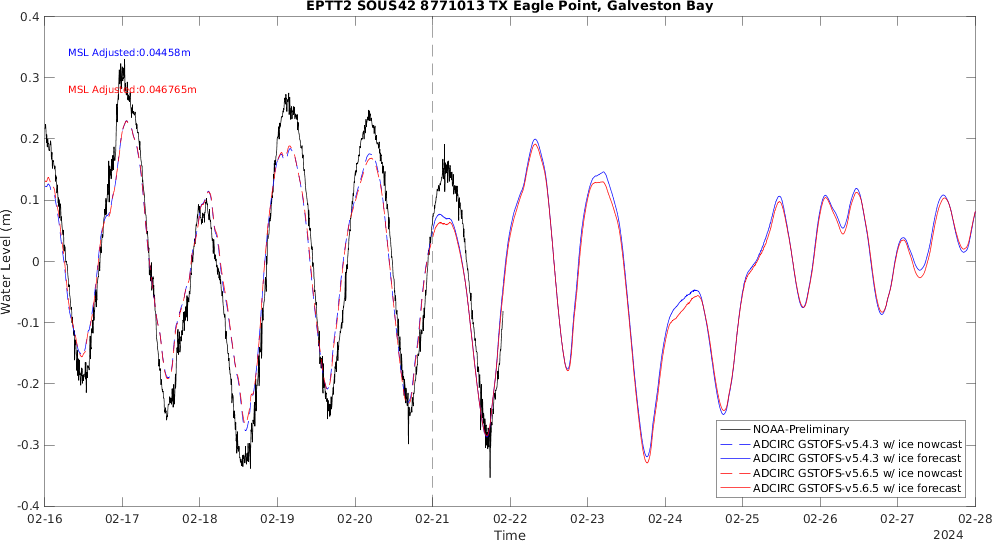 EPTT2 SOUS42 8771013 TX Eagle Point, Galveston Bay
MSL Adjusted:0.04458m
MSL Adjusted:0.046765m
Water Level (m)
0.4
0.3
0.2
0.1
0
-0.1
-0.2
-0.3
-0.4
NOAA-Preliminary
ADCIRC GSTOFS-v5.4.3 w/ ice nowcast
ADCIRC GSTOFS-v5.4.3 w/ ice forecast
ADCIRC GSTOFS-v5.6.5 w/ ice nowcast
ADCIRC GSTOFS-v5.6.5 w/ ice forecast
02-16 02-17 02-18 02-19 02-20 02-21 02-22 02-23 02-24 02-25 02-26 02-27 02-28
Time
2024